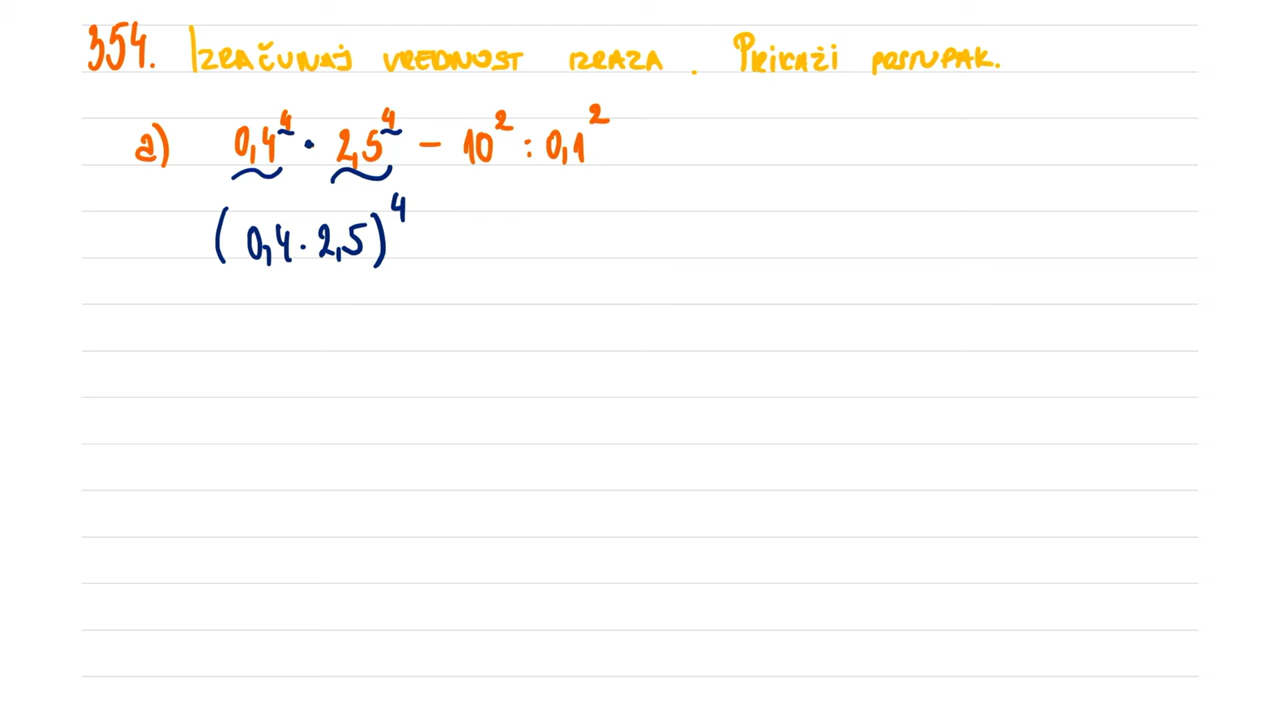 354. Izračunaj vrednost izraza. Prikaži postupak.
a) 0,4⁴ · 2,5⁴ − 10² : 0,1²
(0,4 · 2,5)⁴